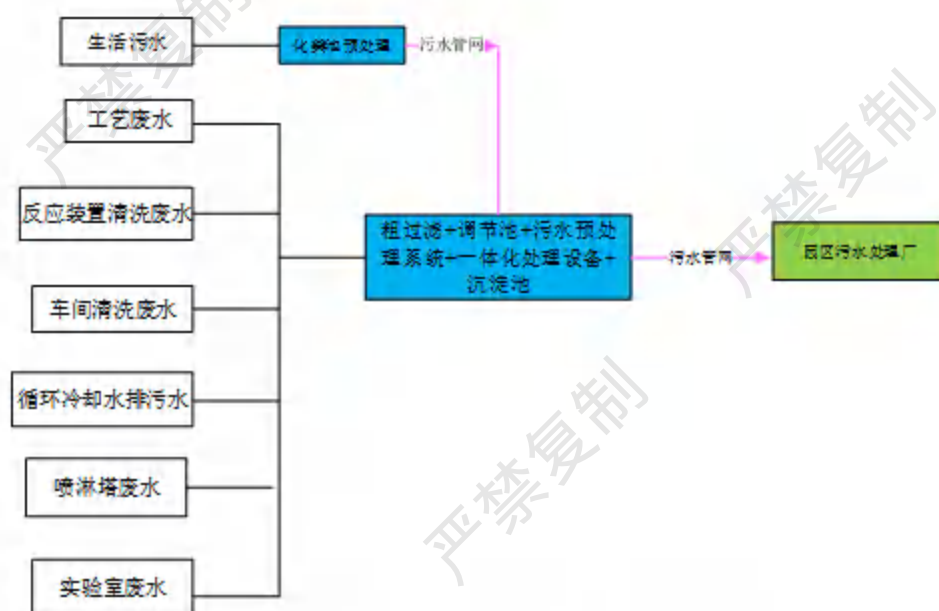 生活污水
化粪池预处理
污水管网
工艺废水
反应装置清洗废水
粗过滤+调节池+污水预处
理系统+一体化处理设备+
沉淀池
污水管网
园区污水处理厂
车间清洗废水
循环冷却水排污水
喷淋塔废水
实验室废水
严禁复制
严禁复制
严禁复制